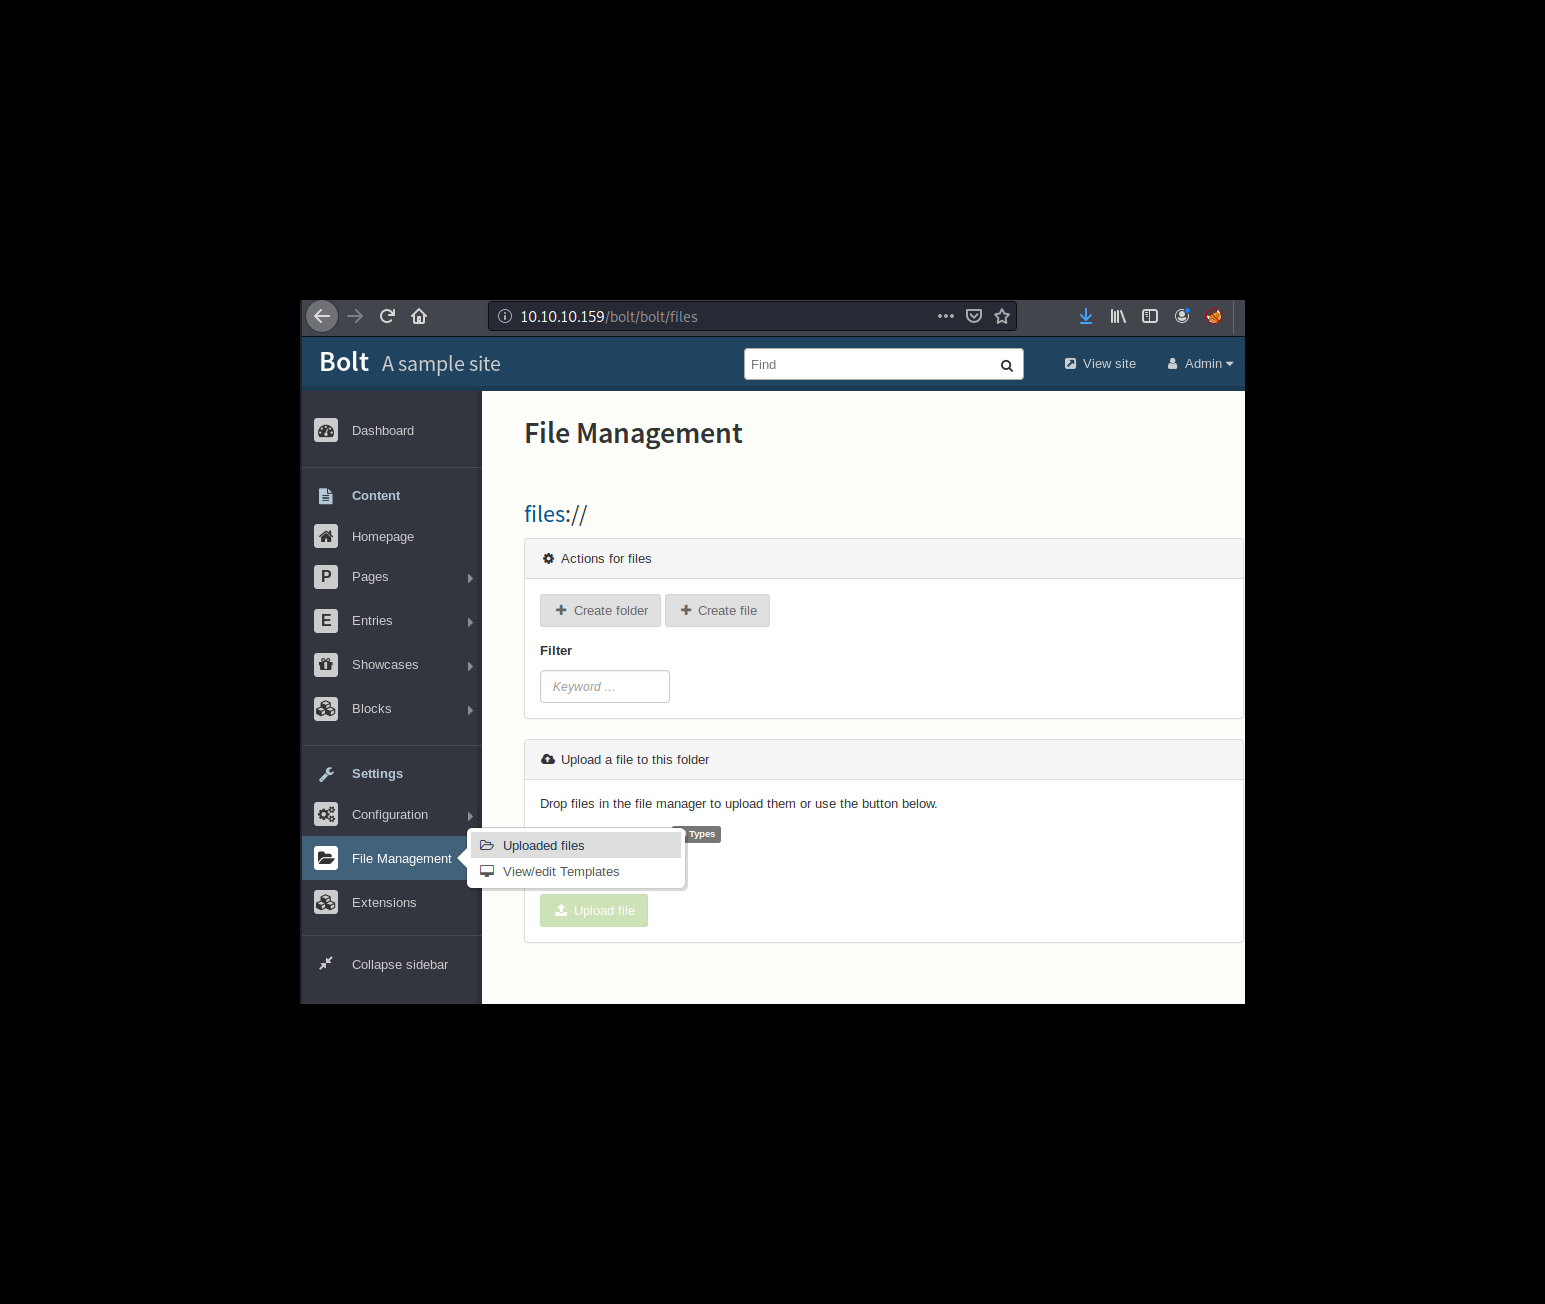 10.10.10.159/bolt/bolt/files
Bolt A sample site
Find
View site
Admin
Dashboard
Content
Homepage
P Pages
E Entries
Showcases
Blocks
Settings
Configuration
File Management
Extensions
Collapse sidebar
File Management
files://
Actions for files
Create folder
Create file
Filter
Keyword ...
Upload a file to this folder
Drop files in the file manager to upload them or use the button below.
Types
Uploaded files
View/edit Templates
Upload file